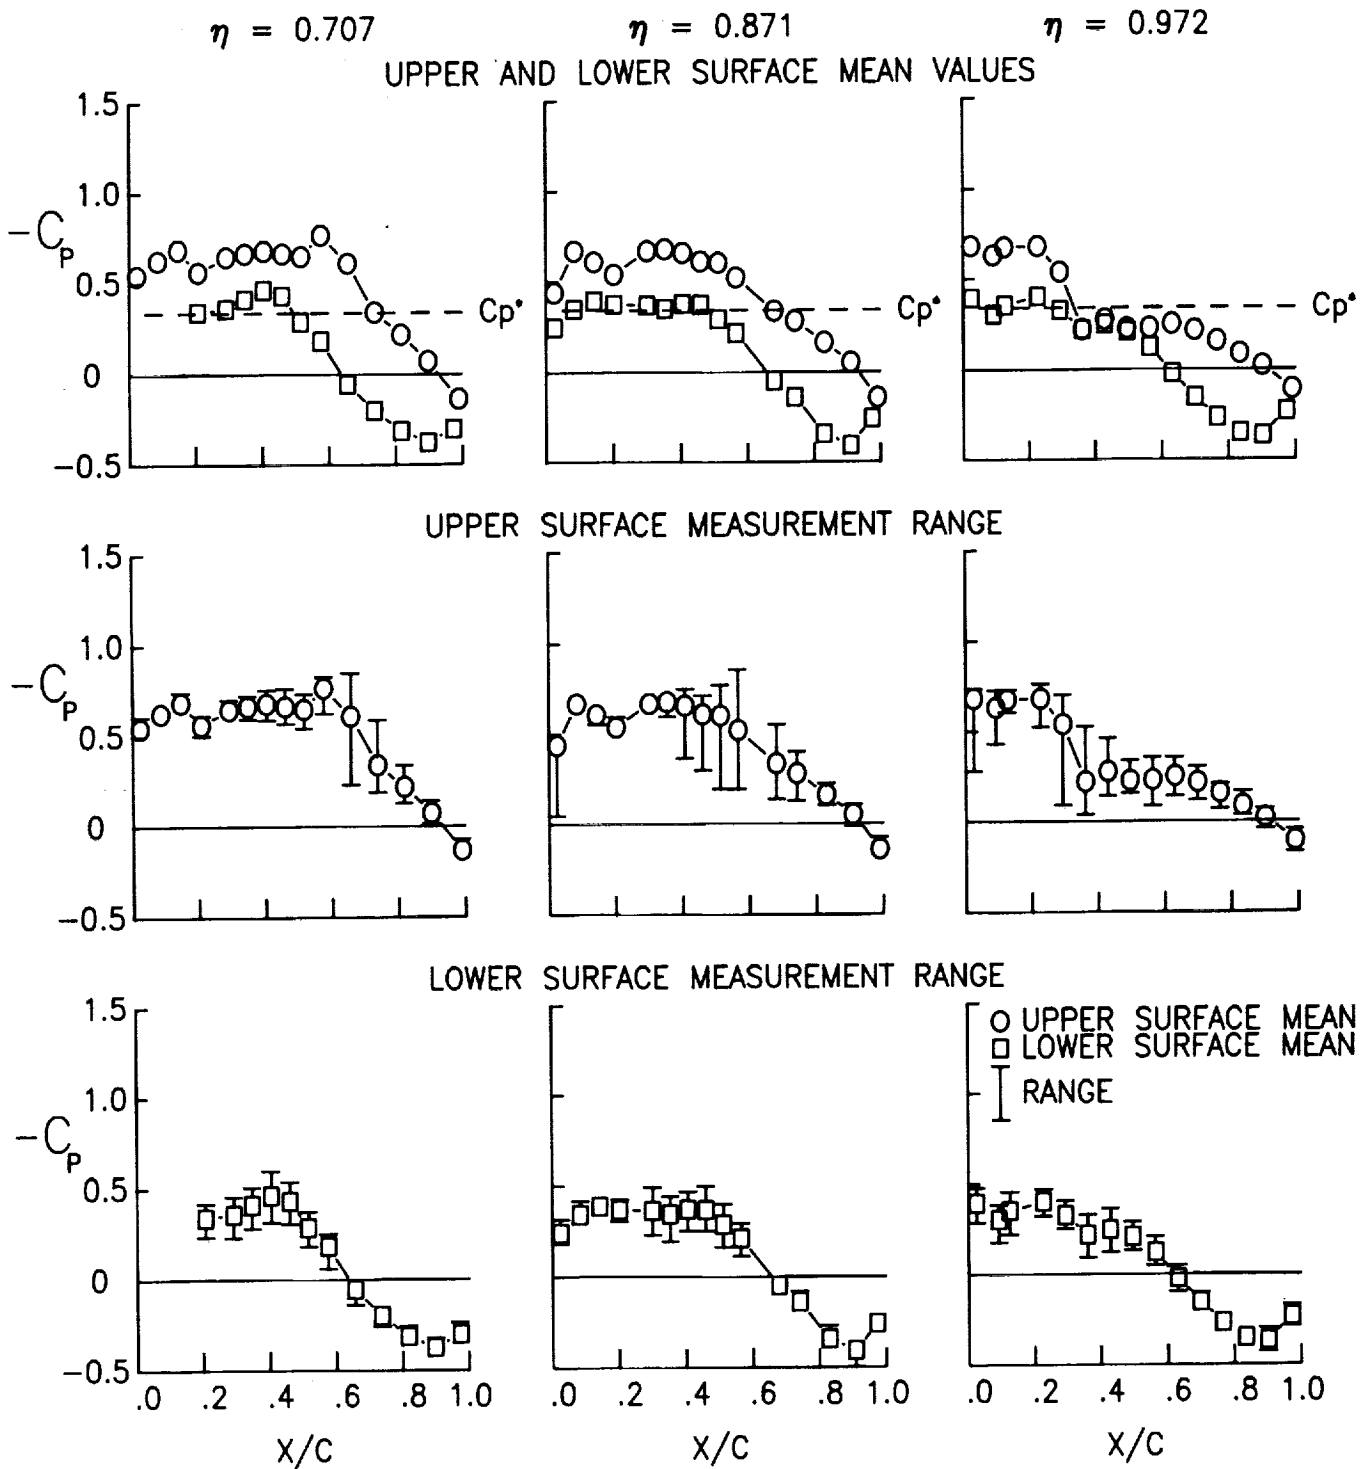 η = 0.707 η = 0.871 η = 0.972
UPPER AND LOWER SURFACE MEAN VALUES
1.5
1.0
-Cp
0.5
Cp* Cp* Cp*
0
-0.5
UPPER SURFACE MEASUREMENT RANGE
1.5
1.0
-Cp
0.5
0
-0.5
LOWER SURFACE MEASUREMENT RANGE
1.5
UPPER SURFACE MEAN
LOWER SURFACE MEAN
1.0
RANGE
-Cp
0.5
0
-0.5
.0 .2 .4 .6 .8 1.0 .0 .2 .4 .6 .8 1.0 .0 .2 .4 .6 .8 1.0
X/C X/C X/C